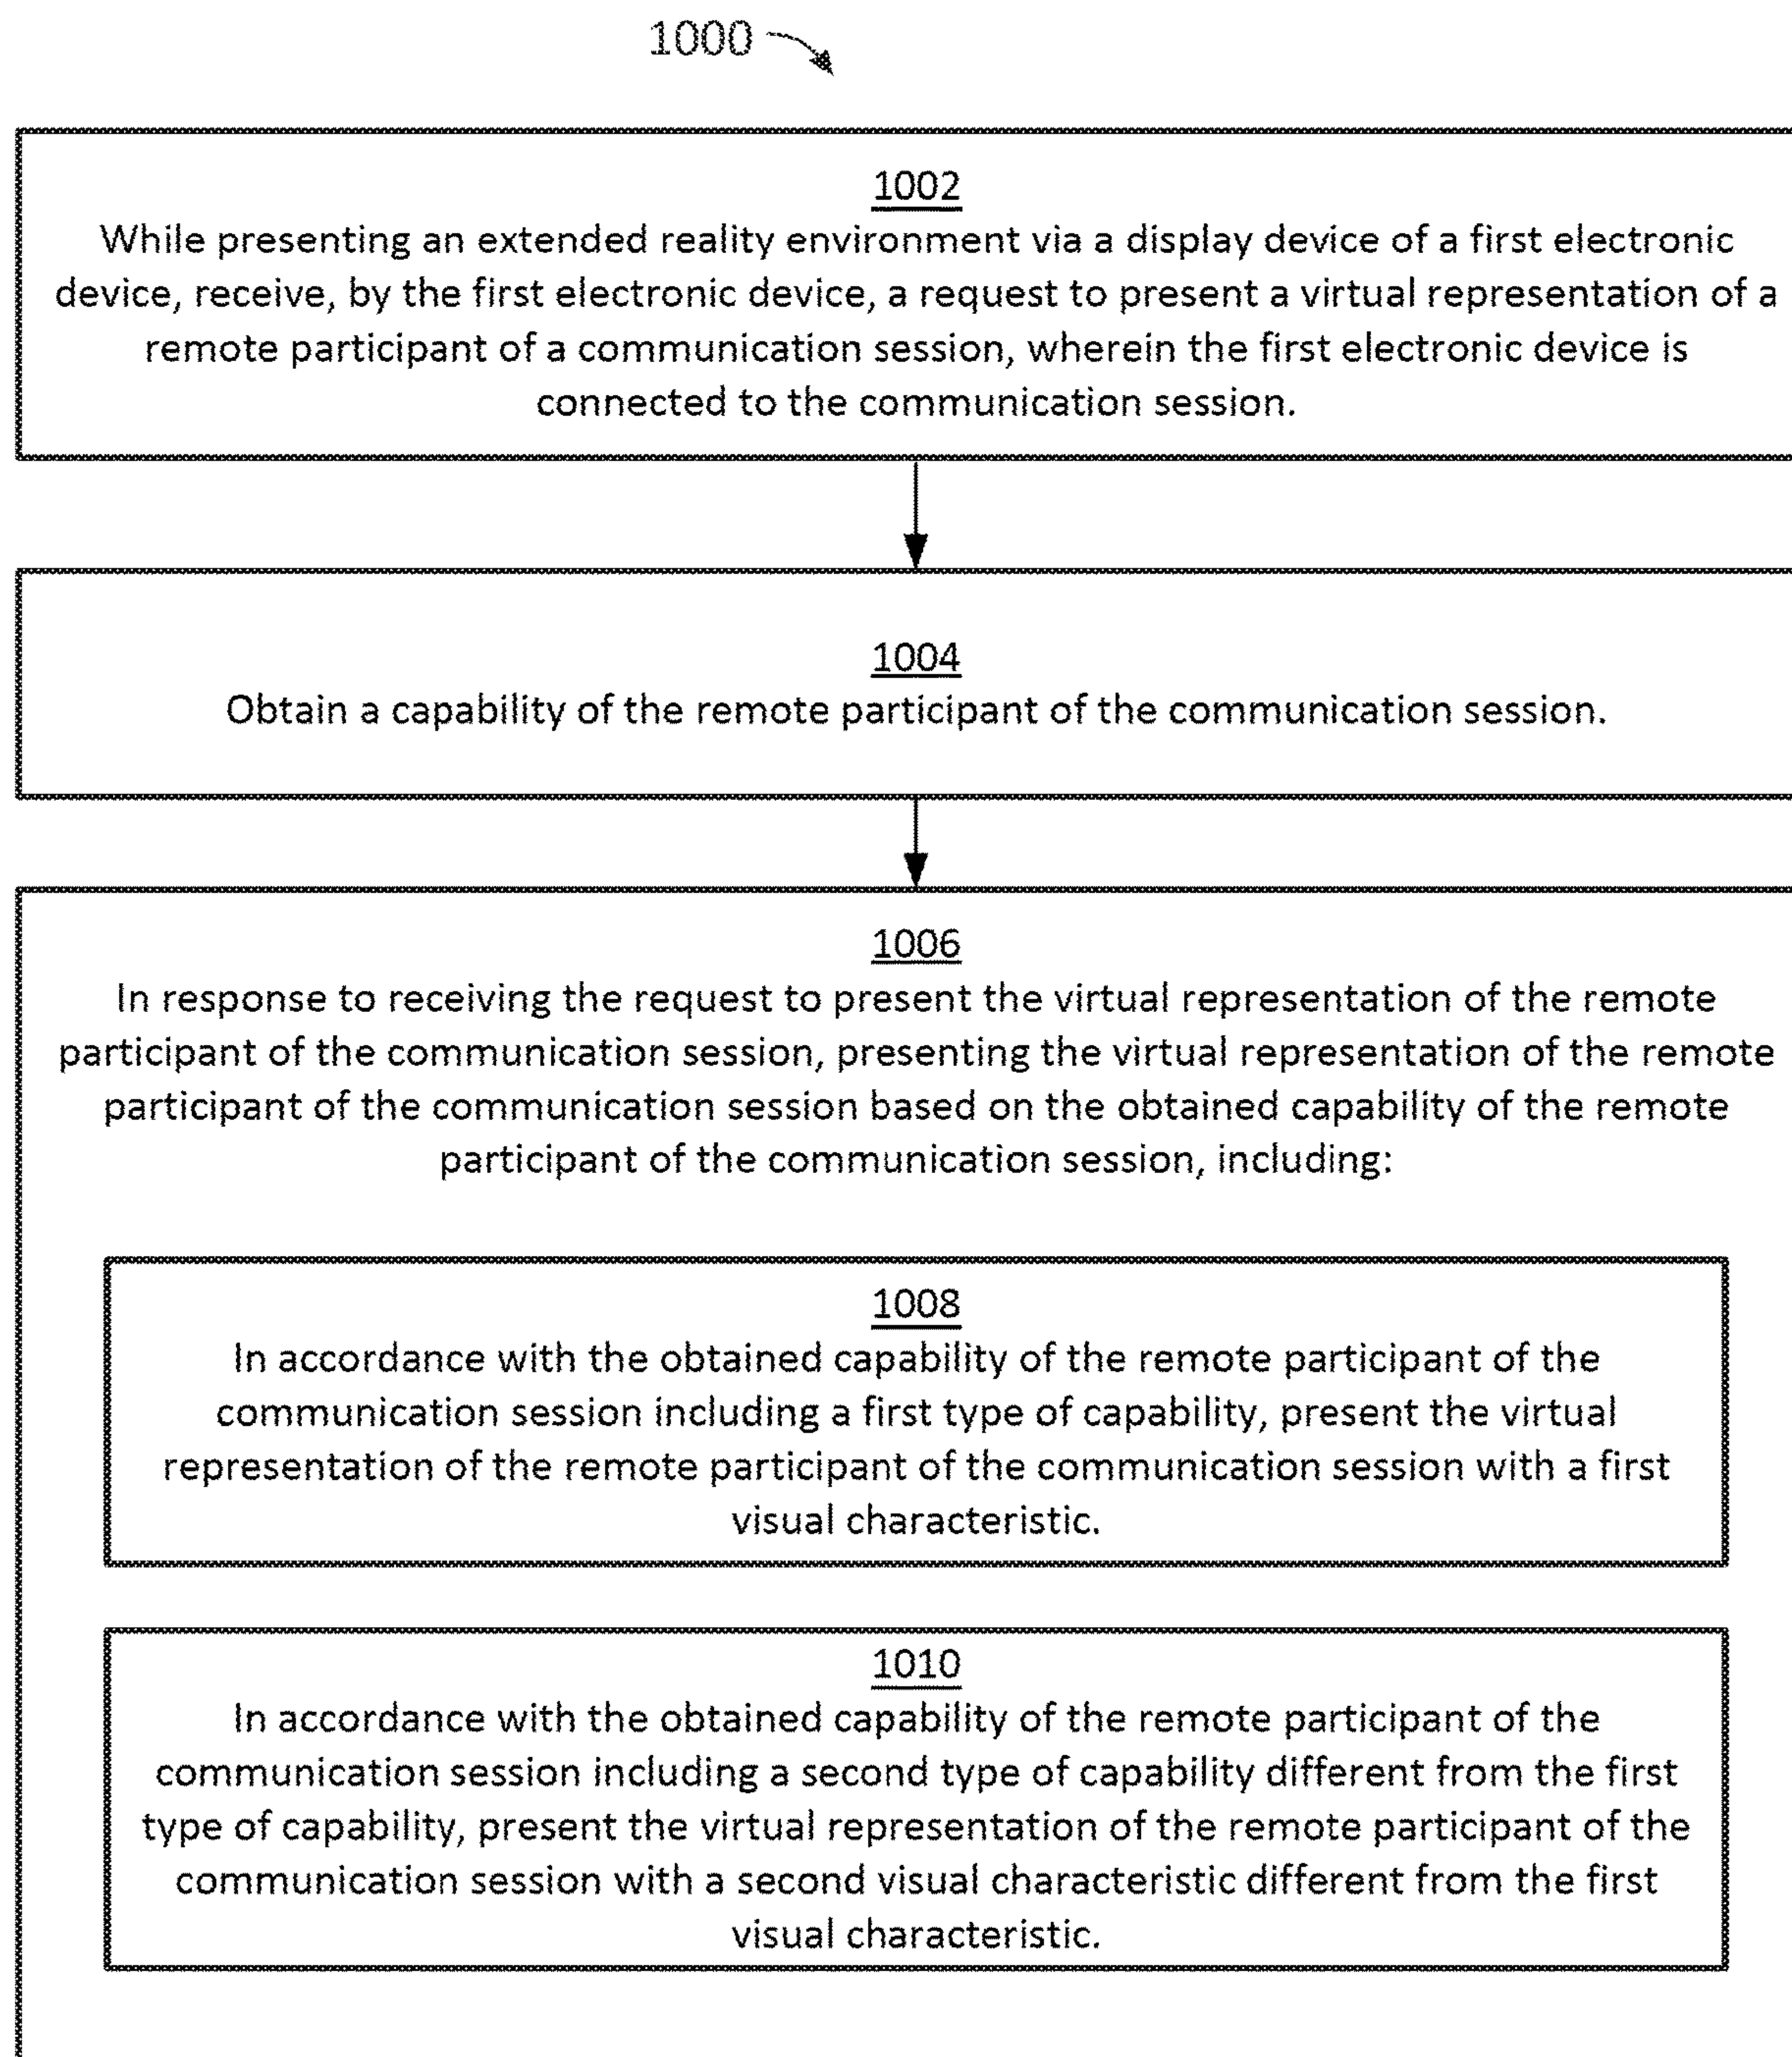 1000
1002
While presenting an extended reality environment via a display device of a first electronic
device, receive, by the first electronic device, a request to present a virtual representation of a
remote participant of a communication session, wherein the first electronic device is
connected to the communication session.
1004
Obtain a capability of the remote participant of the communication session.
1006
In response to receiving the request to present the virtual representation of the remote
participant of the communication session, presenting the virtual representation of the remote
participant of the communication session based on the obtained capability of the remote
participant of the communication session, including:
1008
In accordance with the obtained capability of the remote participant of the
communication session including a first type of capability, present the virtual
representation of the remote participant of the communication session with a first
visual characteristic.
1010
In accordance with the obtained capability of the remote participant of the
communication session including a second type of capability different from the first
type of capability, present the virtual representation of the remote participant of the
communication session with a second visual characteristic different from the first
visual characteristic.